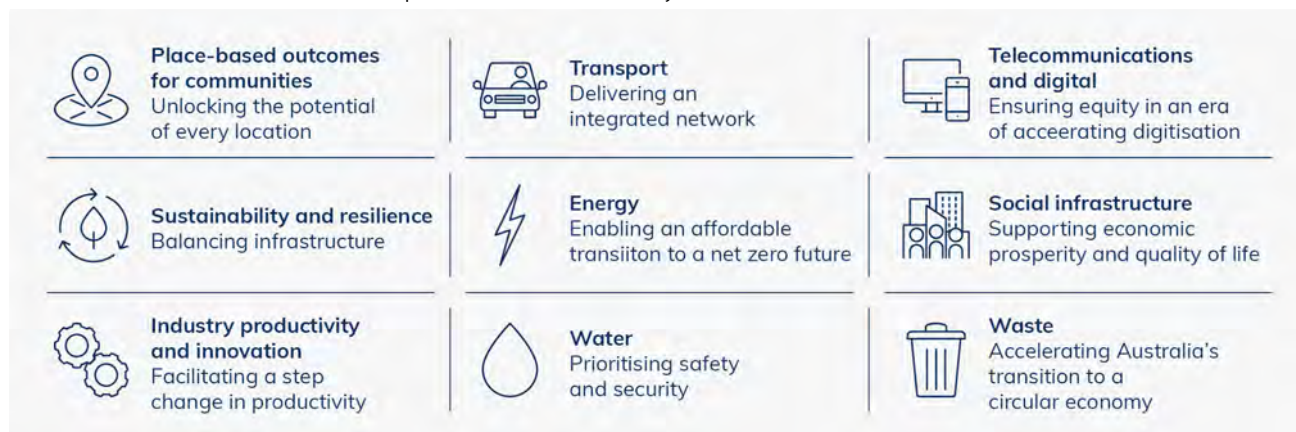 Place-based outcomes
for communities
Unlocking the potential
of every location
Transport
Delivering an
integrated network
Telecommunications
and digital
Ensuring equity in an era
of acceerating digitisation
Sustainability and resilience
Balancing infrastructure
Energy
Enabling an affordable
transiiton to a net zero future
Social infrastructure
Supporting economic
prosperity and quality of life
Industry productivity
and innovation
Facilitating a step
change in productivity
Water
Prioritising safety
and security
Waste
Accelerating Australia’s
transition to a
circular economy